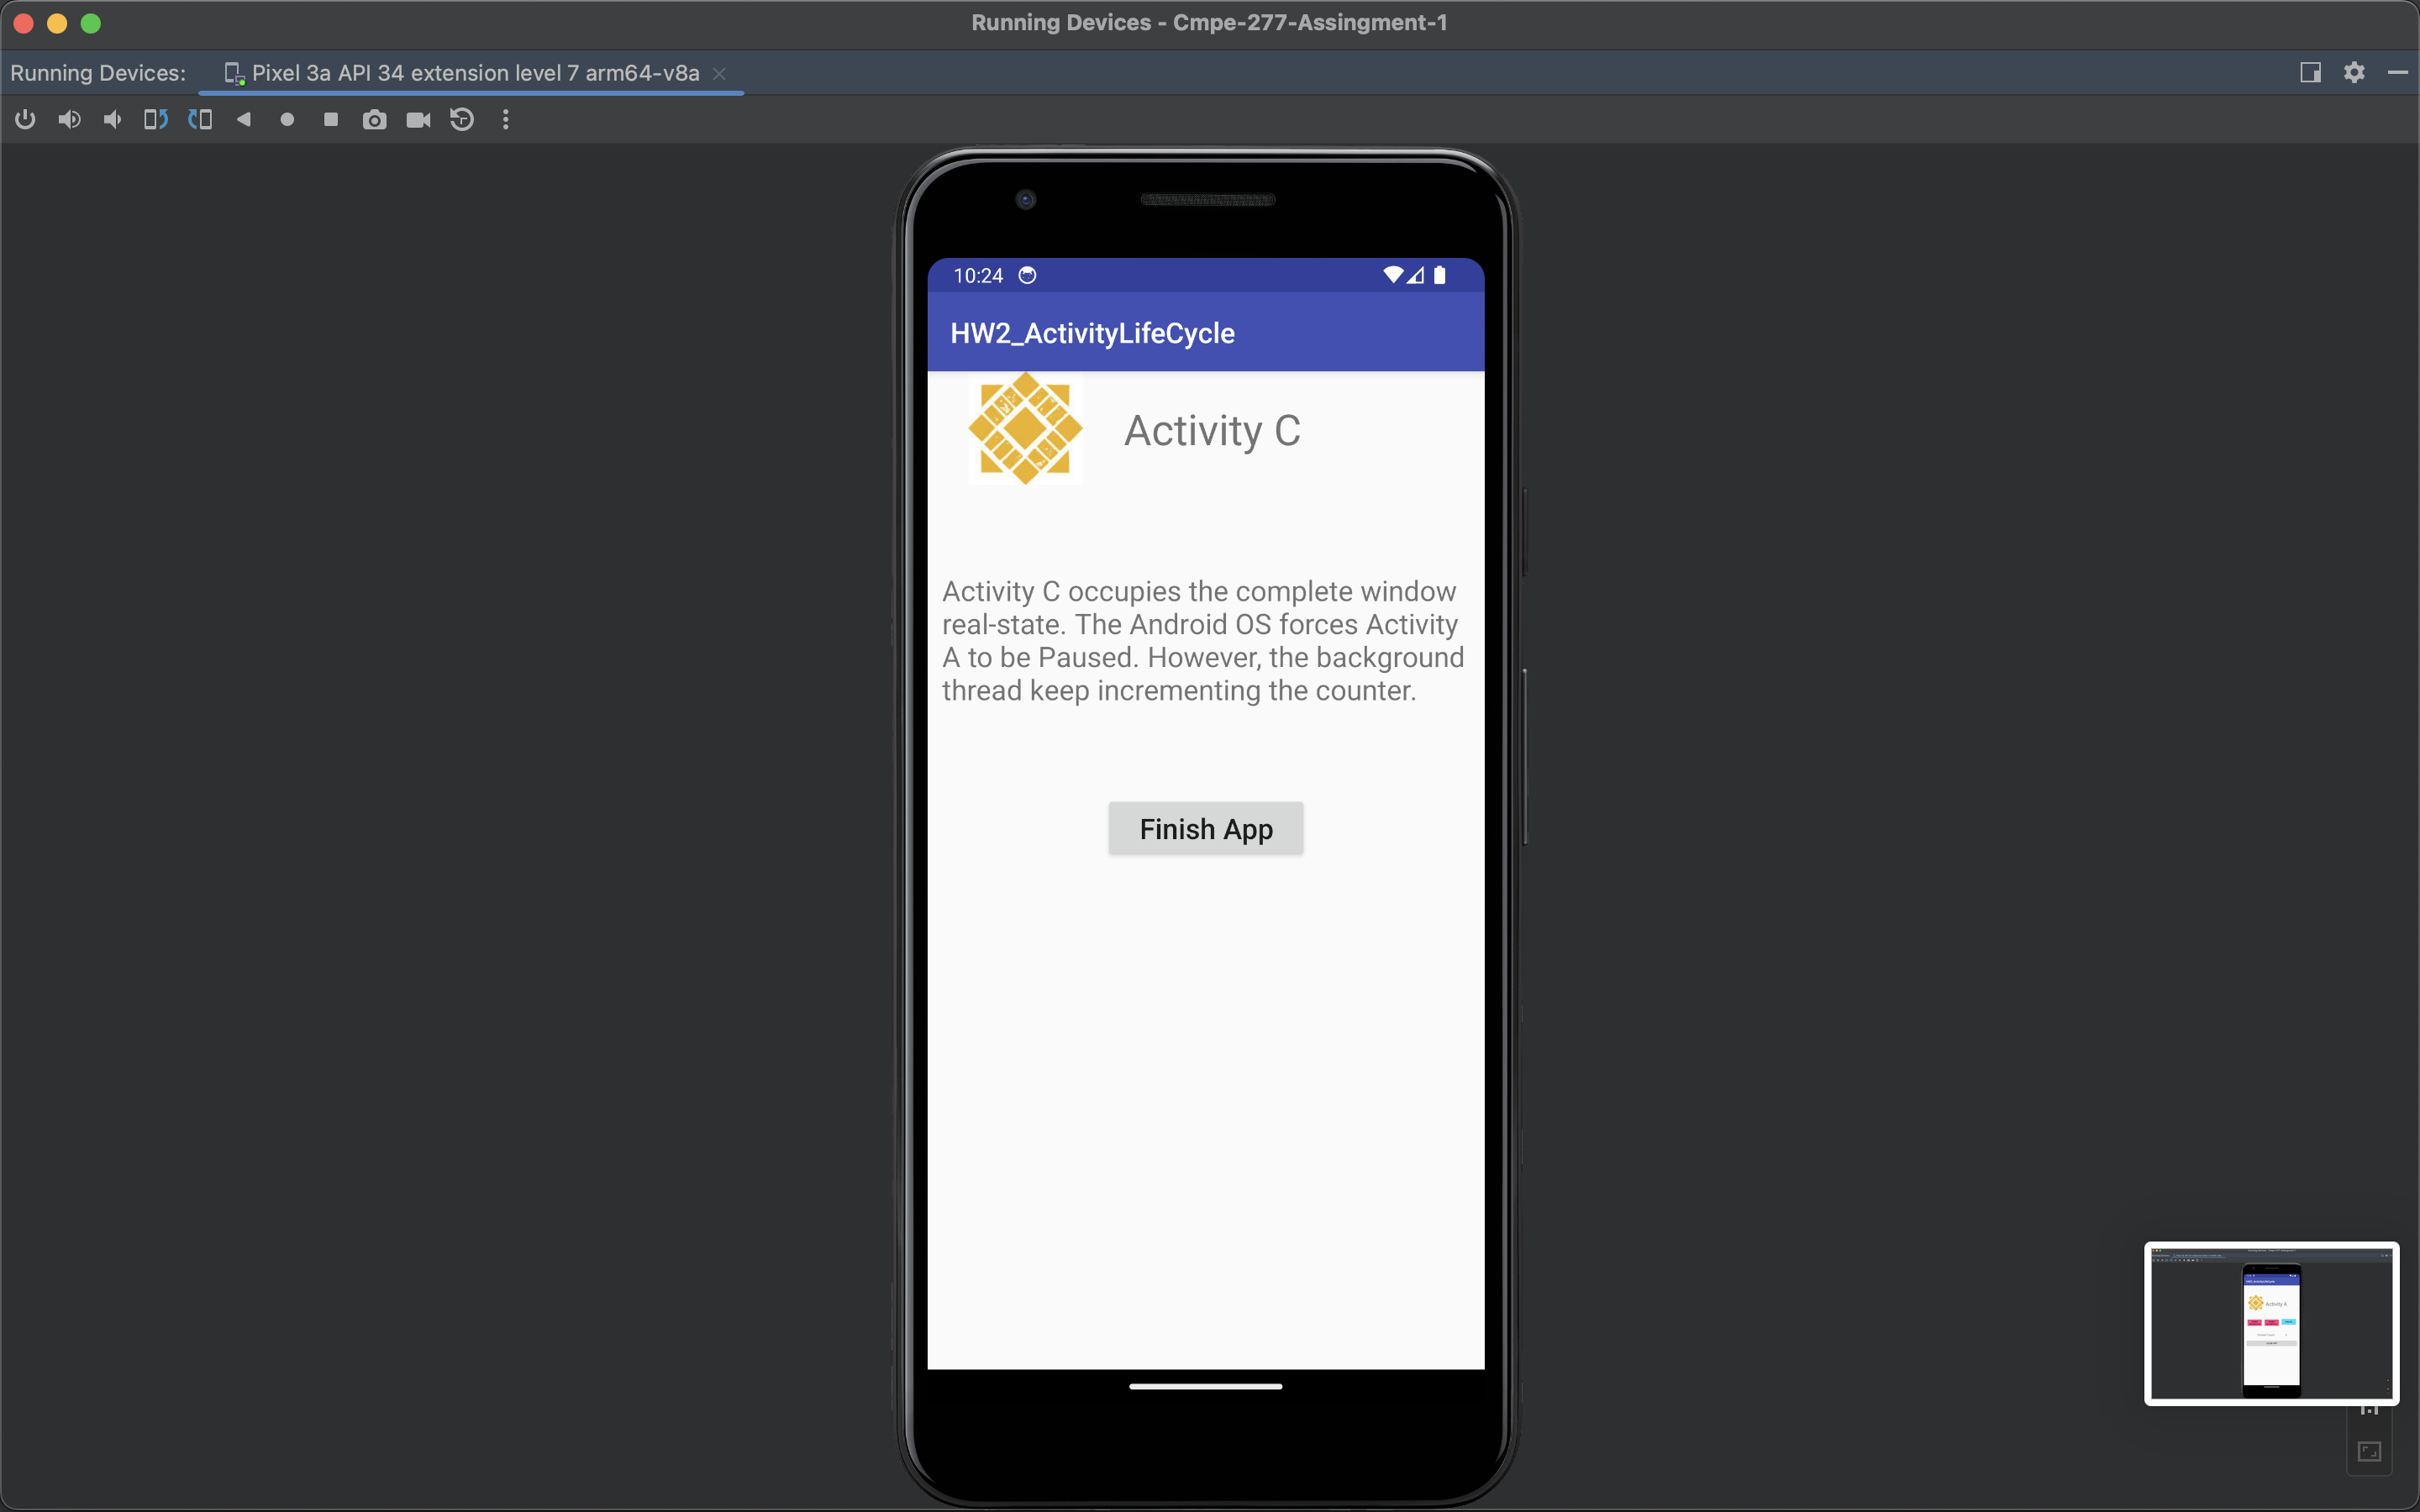 Running Devices - Cmpe-277-Assingment-1
Running Devices: Pixel 3a API 34 extension level 7 arm64-v8a
10:24
HW2_ActivityLifeCycle
Activity C
Activity C occupies the complete window
real-state. The Android OS forces Activity
A to be Paused. However, the background
thread keep incrementing the counter.
Finish App
Activity A